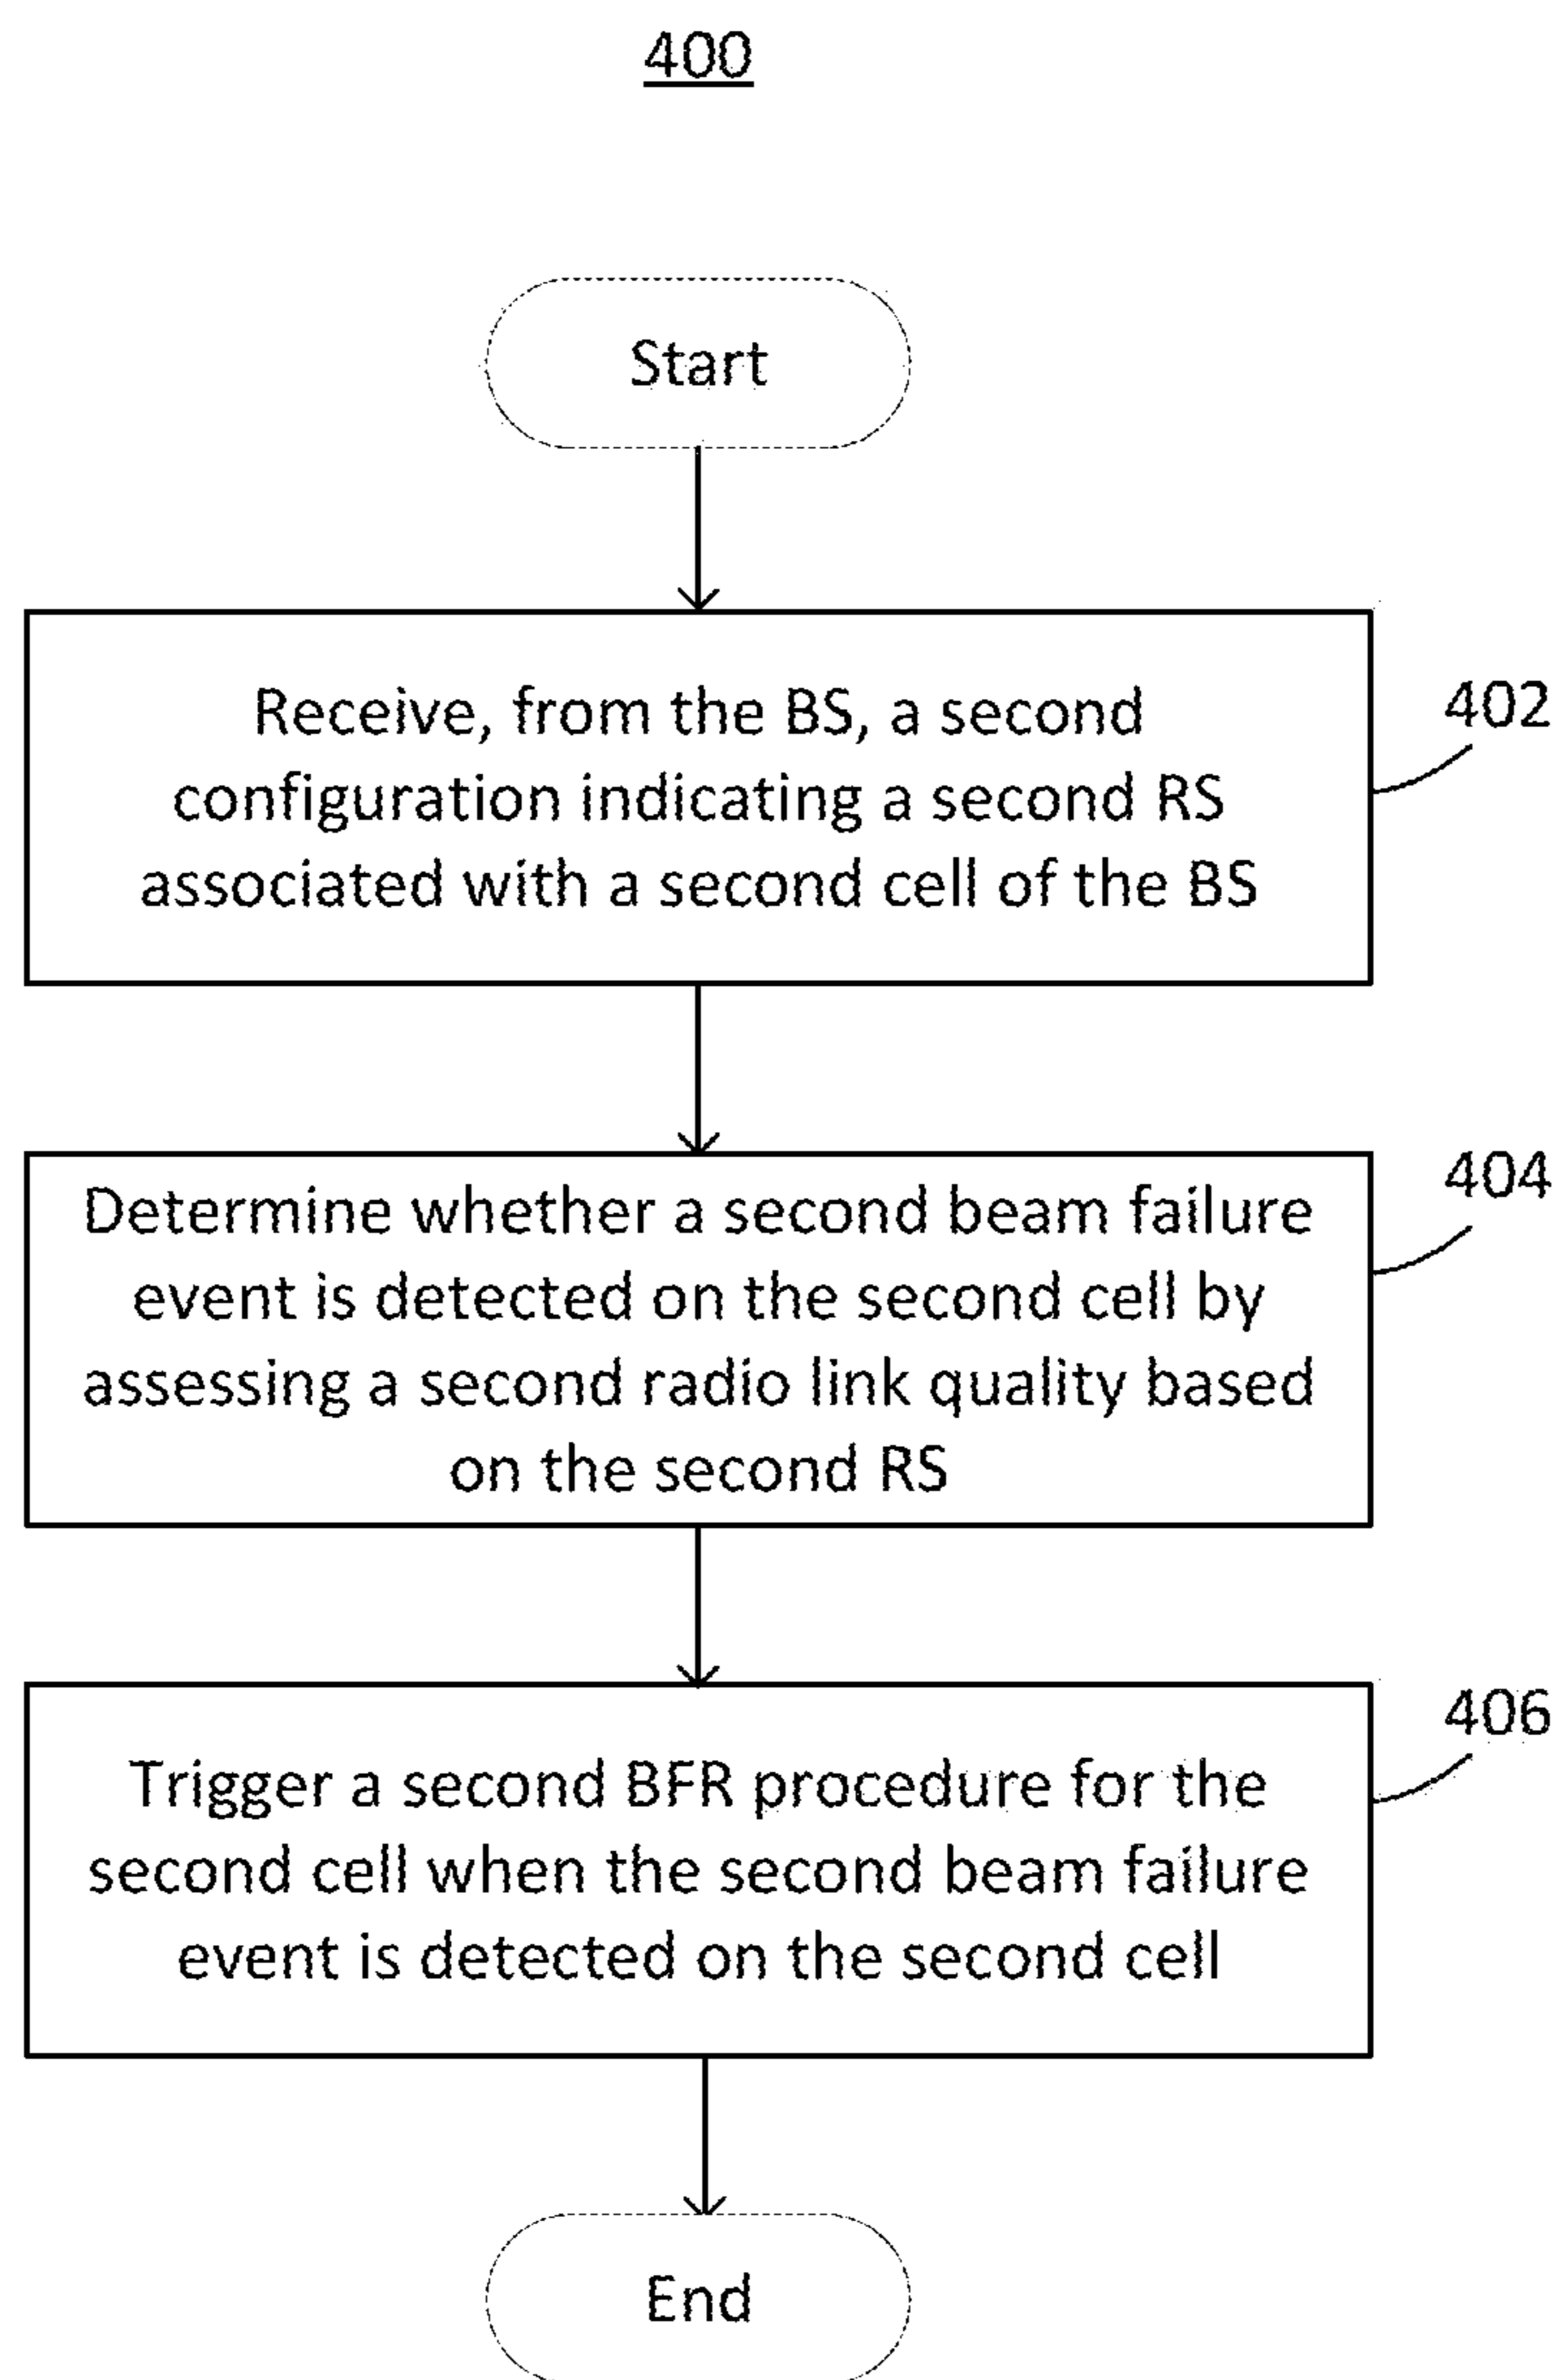 400
Start
Receive, from the BS, a second
configuration indicating a second RS
associated with a second cell of the BS
402
Determine whether a second beam failure
event is detected on the second cell by
assessing a second radio link quality based
on the second RS
404
Trigger a second BFR procedure for the
second cell when the second beam failure
event is detected on the second cell
406
End